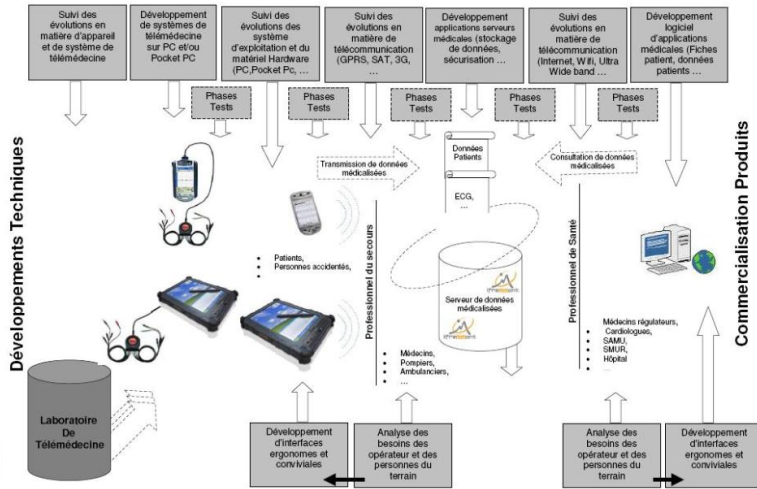 Suivi des
évolutions en
matière d'appareil
et de système de
télémédecine
Développement
de systèmes de
télémédecine
sur PC et/ou
Pocket PC
Suivi des
évolutions des
système
d'exploitation et du
matériel Hardware
(PC,Pocket Pc, …
Suivi des
évolutions en
matière de
télécommunication
(GPRS, SAT, 3G,
…
Développement
applications serveurs
médicales (stockage
de données,
sécurisation …
Suivi des
évolutions en
matière de
télécommunication
(Internet, Wifi, Ultra
Wide band …
Développement
logiciel
d'applications
médicales (Fiches
patient, données
patients …
Phases
Tests
Phases
Tests
Phases
Tests
Phases
Tests
Phases
Tests
Phases
Tests
Développements Techniques
Transmission de données
médicalisées
Données
Patients
ECG,
…
Consultation de données
médicalisées
Commercialisation Produits
• Patients,
• Personnes accidentés,
•
Professionnel du secours
Serveur de données
médicalisées
Professionnel de Santé
• Médecins,
• Pompiers,
• Ambulanciers,
• …
Médecins régulateurs,
• Cardiologues,
• SAMU,
• SMUR,
• Hôpital
…
Laboratoire
De
Télémédecine
Développement
d'interfaces
ergonomes et
conviviales
Analyse des
besoins des
opérateur et des
personnes du
terrain
Analyse des
besoins des
opérateur et des
personnes du
terrain
Développement
d'interfaces
ergonomes et
conviviales